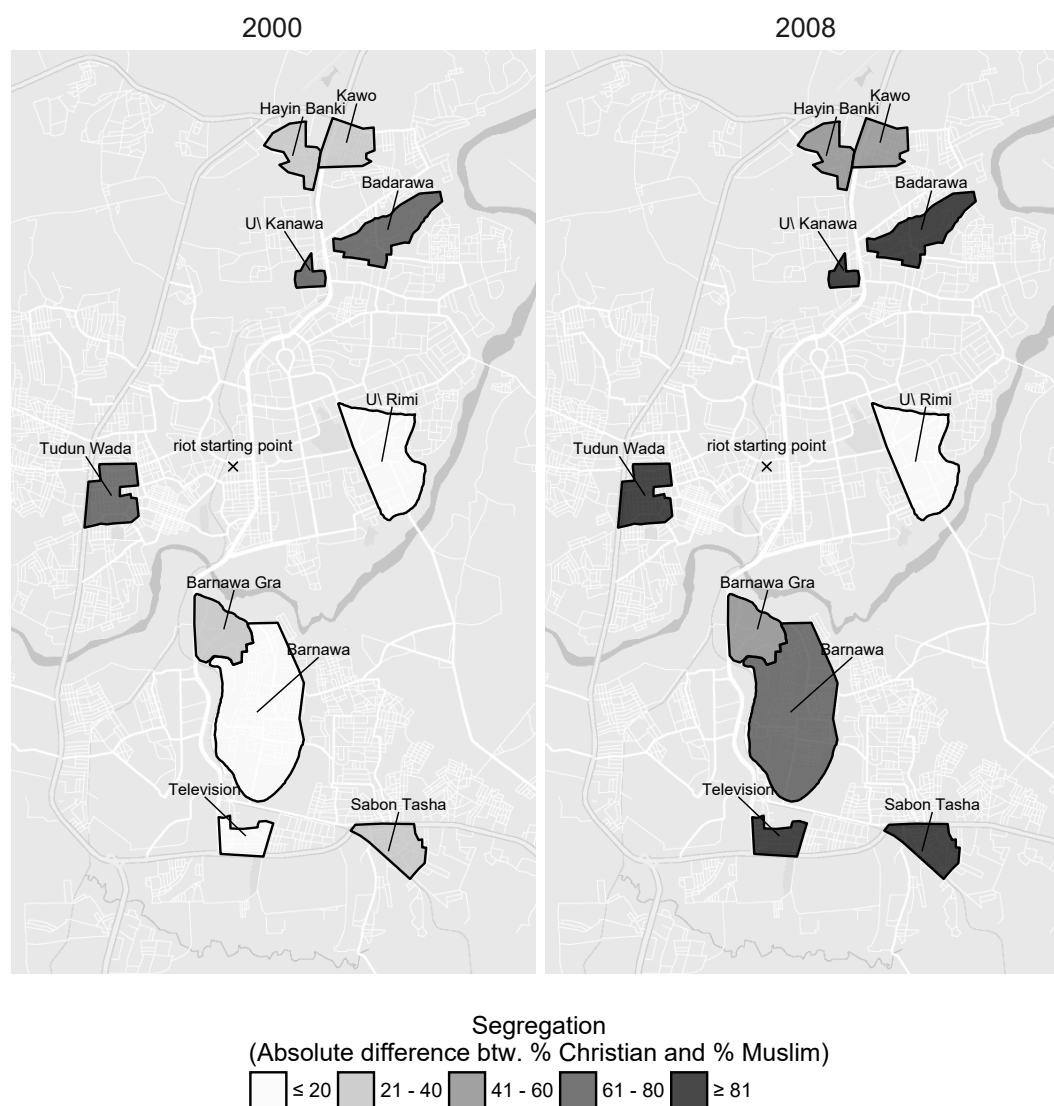 2000
2008
Kawo
Hayin Banki
Badarawa
U\ Kanawa
U\ Rimi
Tudun Wada
riot starting point
Barnawa Gra
Barnawa
Television
Sabon Tasha
Kawo
Hayin Banki
Badarawa
U\ Kanawa
U\ Rimi
Tudun Wada
riot starting point
Barnawa Gra
Barnawa
Television
Sabon Tasha
Segregation
(Absolute difference btw. % Christian and % Muslim)
≤ 20 21 - 40 41 - 60 61 - 80 ≥ 81